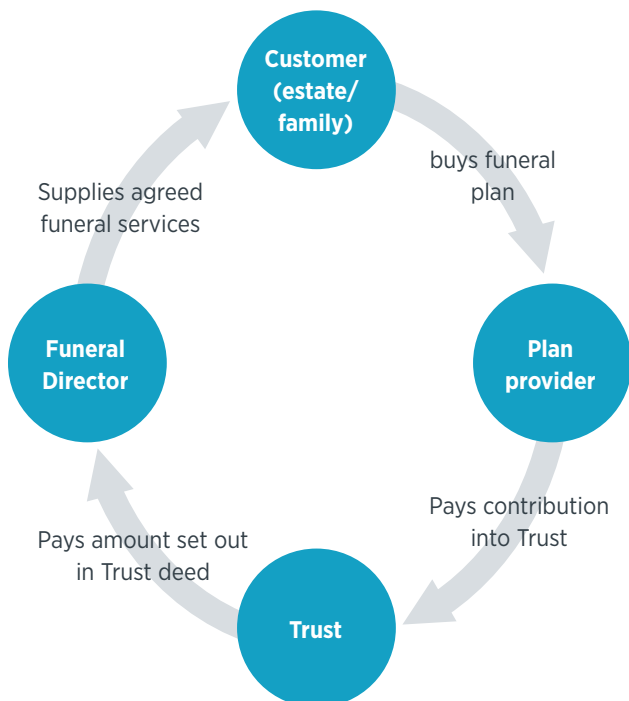 Customer
(estate/
family)
buys funeral
plan
Supplies agreed
funeral services
Funeral
Director
Plan
provider
Pays contribution
into Trust
Pays amount set out
in Trust deed
Trust